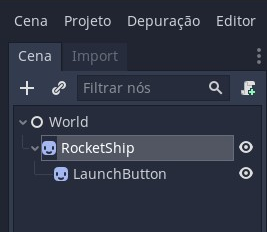 Cena Projeto Depuração Editor
Cena Import
Filtrar nós
World
RocketShip
LaunchButton